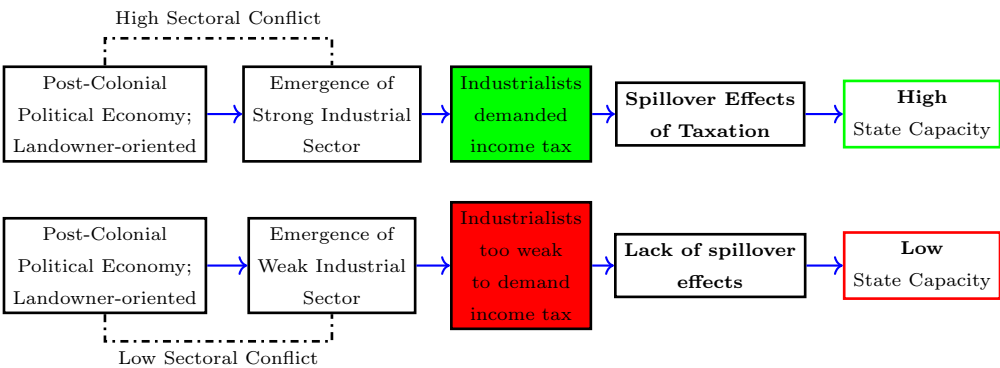 High Sectoral Conflict
Post-Colonial
Political Economy;
Landowner-oriented
Emergence of
Strong Industrial
Sector
Industrialists
demanded
income tax
Spillover Effects
of Taxation
High
State Capacity
Post-Colonial
Political Economy;
Landowner-oriented
Emergence of
Weak Industrial
Sector
Industrialists
too weak
to demand
income tax
Lack of spillover
effects
Low
State Capacity
Low Sectoral Conflict